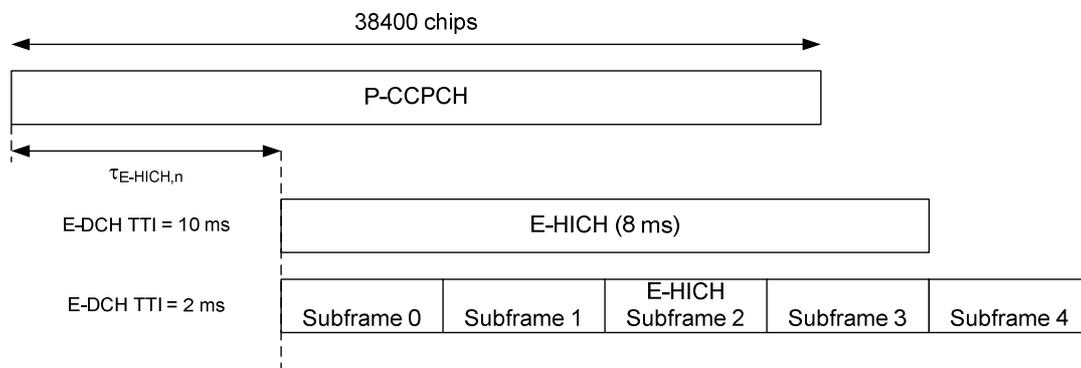 38400 chips
P-CCPCH
τE-HICH,n
E-DCH TTI = 10 ms
E-HICH (8 ms)
E-DCH TTI = 2 ms
E-HICH
Subframe 0 Subframe 1 Subframe 2 Subframe 3 Subframe 4